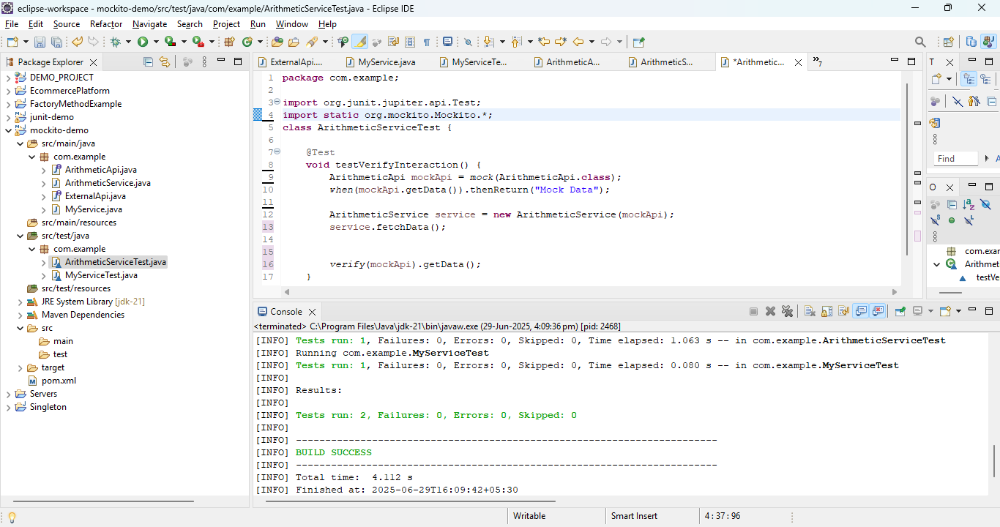 eclipse-workspace - mockito-demo/src/test/java/com/example/ArithmeticServiceTest.java - Eclipse IDE
File Edit Source Refactor Navigate Search Project Run Window Help
Package Explorer
DEMO_PROJECT
EcommercePlatform
FactoryMethodExample
junit-demo
mockito-demo
src/main/java
com.example
ArithmeticApi.java
ArithmeticService.java
ExternalApi.java
MyService.java
src/main/resources
src/test/java
com.example
ArithmeticServiceTest.java
MyServiceTest.java
src/test/resources
JRE System Library [jdk-21]
Maven Dependencies
src
main
test
target
pom.xml
Servers
Singleton
ExternalApi.... MyService.java MyServiceTe... ArithmeticA... ArithmeticS... *Arithmetic... »7
1 package com.example;
2
3 import org.junit.jupiter.api.Test;
4 import static org.mockito.Mockito.*;
5 class ArithmeticServiceTest {
6
7 @Test
8 void testVerifyInteraction() {
9 ArithmeticApi mockApi = mock(ArithmeticApi.class);
10 when(mockApi.getData()).thenReturn("Mock Data");
11
12 ArithmeticService service = new ArithmeticService(mockApi);
13 service.fetchData();
14
15
16 verify(mockApi).getData();
17 }
T
Find
A
O
com.exar
Arithmet
testVe
Console
<terminated> C:\Program Files\Java\jdk-21\bin\javaw.exe (29-Jun-2025, 4:09:36 pm) [pid: 2468]
[INFO] Tests run: 1, Failures: 0, Errors: 0, Skipped: 0, Time elapsed: 1.063 s -- in com.example.ArithmeticServiceTest
[INFO] Running com.example.MyServiceTest
[INFO] Tests run: 1, Failures: 0, Errors: 0, Skipped: 0, Time elapsed: 0.080 s -- in com.example.MyServiceTest
[INFO]
[INFO] Results:
[INFO]
[INFO] Tests run: 2, Failures: 0, Errors: 0, Skipped: 0
[INFO]
[INFO] ------------------------------------------------------------------------
[INFO] BUILD SUCCESS
[INFO] ------------------------------------------------------------------------
[INFO] Total time:  4.112 s
[INFO] Finished at: 2025-06-29T16:09:42+05:30
Writable Smart Insert 4 : 37 : 96